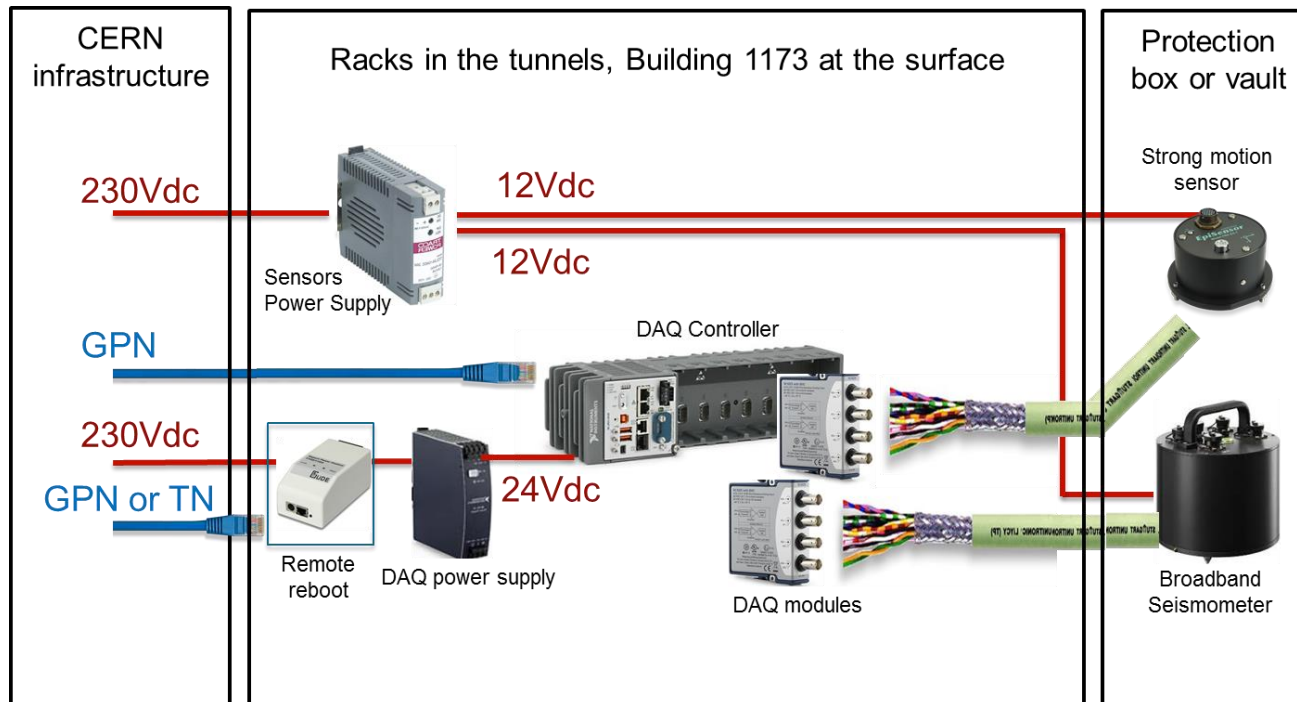 CERN
infrastructure
Racks in the tunnels, Building 1173 at the surface
Protection
box or vault
Strong motion
sensor
230Vdc
12Vdc
12Vdc
EpiSensor
Sensors
Power Supply
GPN
DAQ Controller
230Vdc
24Vdc
GPN or TN
Remote
reboot
DAQ power supply
DAQ modules
Broadband
Seismometer